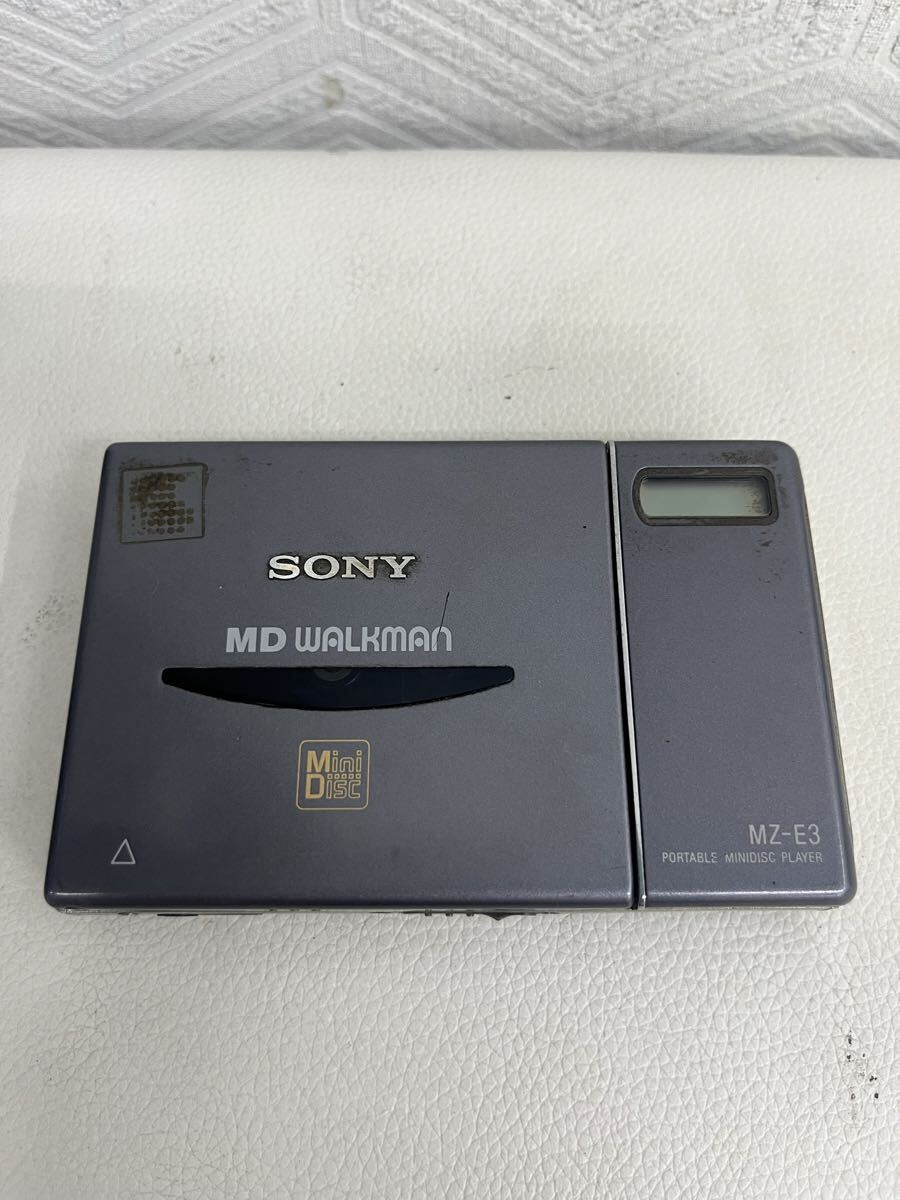 SONY
MD WALKMAN
Mini
Disc
MZ-E3
PORTABLE MINIDISC PLAYER